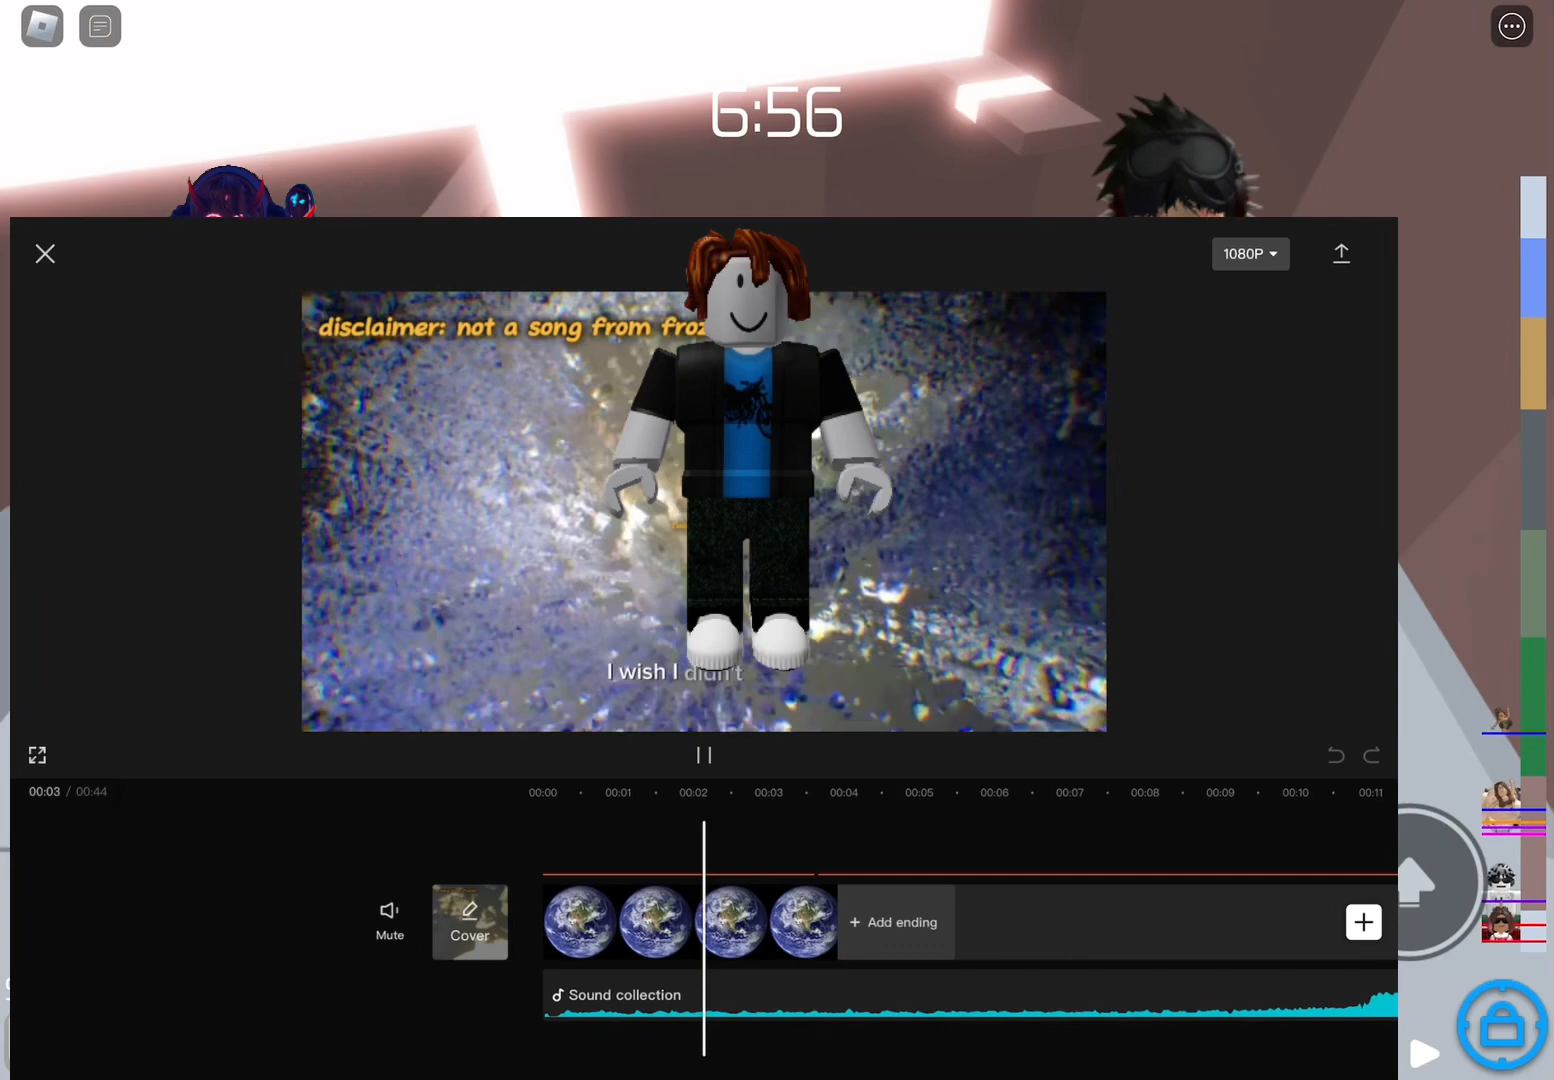 6:56
1080P
disclaimer: not a song from froz
I wish I didn't
00:03 / 00:44
00:00 00:01 00:02 00:03 00:04 00:05 00:06 00:07 00:08 00:09 00:10 00:11
Mute
Cover
+ Add ending
Sound collection